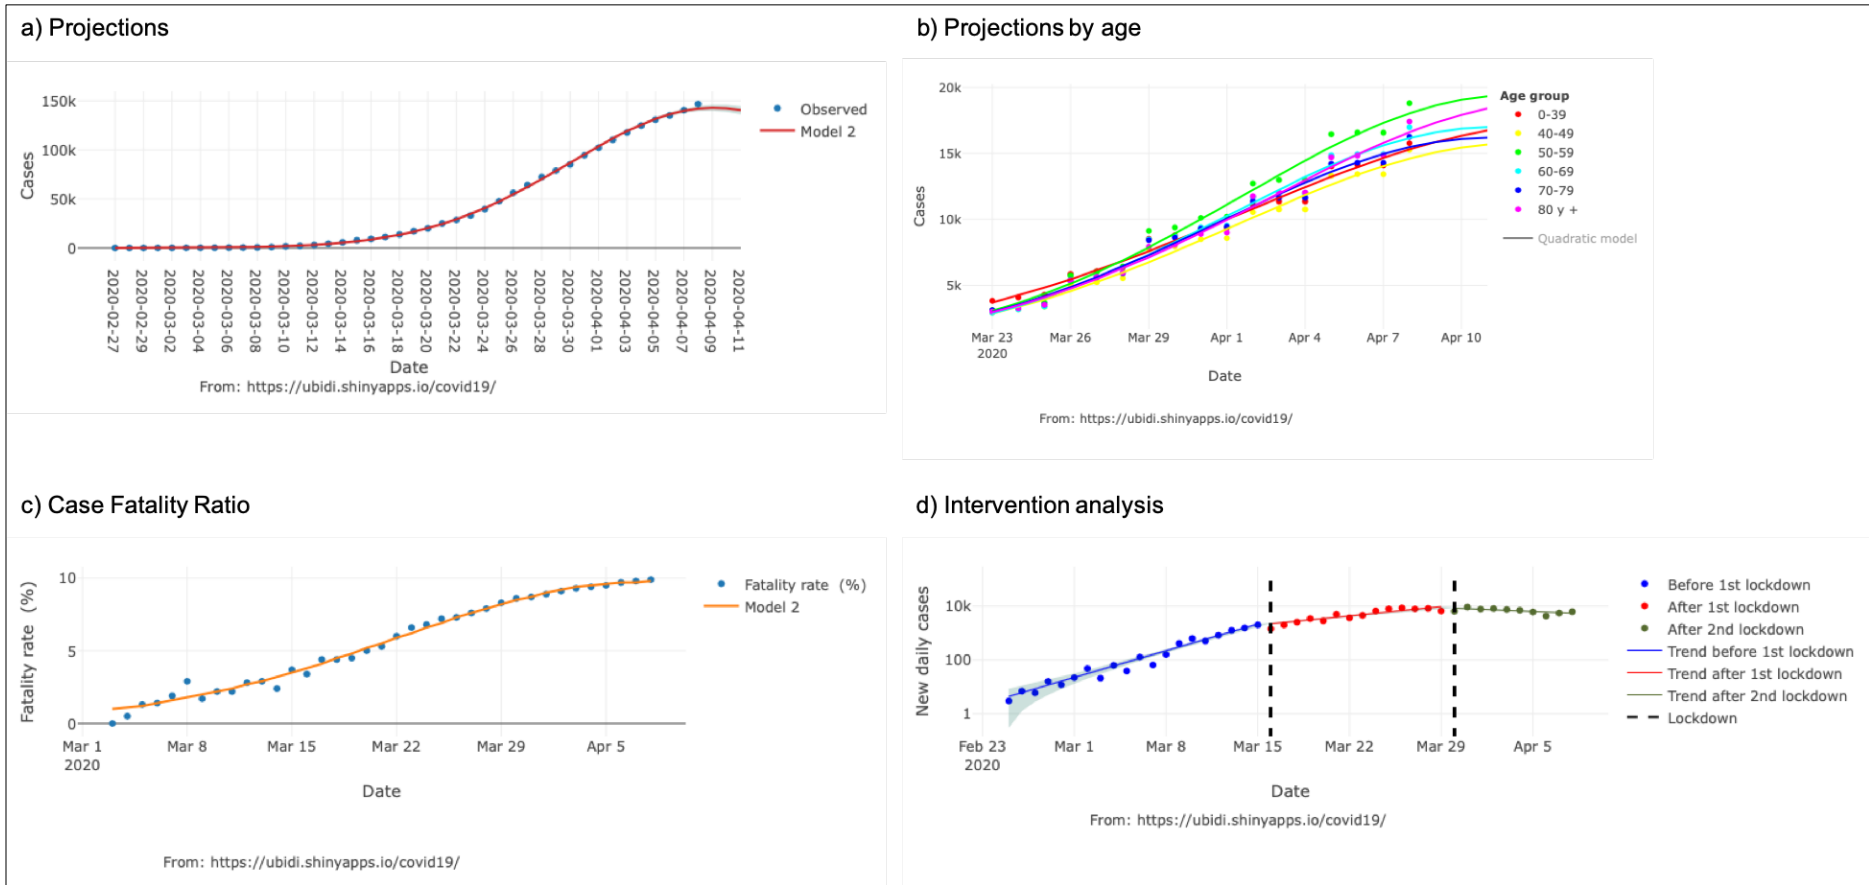 a) Projections
150k
100k
50k
0
Cases
2020-02-27
2020-02-29
2020-03-02
2020-03-04
2020-03-06
2020-03-08
2020-03-10
2020-03-12
2020-03-14
2020-03-16
2020-03-18
2020-03-20
2020-03-22
2020-03-24
2020-03-26
2020-03-28
2020-03-30
2020-04-01
2020-04-03
2020-04-05
2020-04-07
2020-04-09
2020-04-11
Date
Observed
Model 2
From: https://ubidi.shinyapps.io/covid19/
b) Projections by age
20k
15k
10k
5k
Cases
Mar 23
2020
Mar 26
Mar 29
Apr 1
Apr 4
Apr 7
Apr 10
Date
Age group
0-39
40-49
50-59
60-69
70-79
80 y +
Quadratic model
From: https://ubidi.shinyapps.io/covid19/
c) Case Fatality Ratio
10
5
0
Fatality rate (%)
Mar 1
2020
Mar 8
Mar 15
Mar 22
Mar 29
Apr 5
Date
Fatality rate (%)
Model 2
From: https://ubidi.shinyapps.io/covid19/
d) Intervention analysis
10k
100
1
New daily cases
Feb 23
2020
Mar 1
Mar 8
Mar 15
Mar 22
Mar 29
Apr 5
Date
Before 1st lockdown
After 1st lockdown
After 2nd lockdown
Trend before 1st lockdown
Trend after 1st lockdown
Trend after 2nd lockdown
Lockdown
From: https://ubidi.shinyapps.io/covid19/